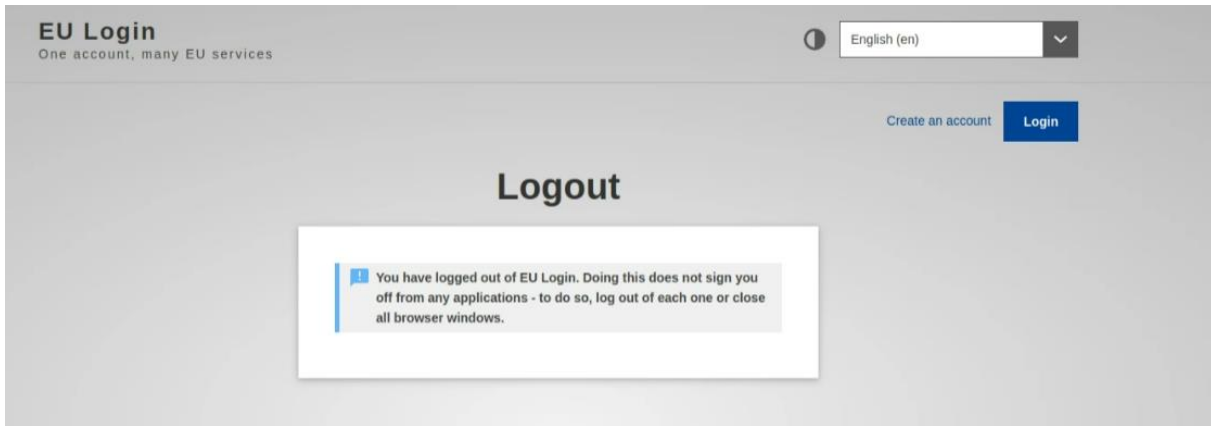 EU Login
One account, many EU services
English (en)
Create an account
Login
Logout
You have logged out of EU Login. Doing this does not sign you
off from any applications - to do so, log out of each one or close
all browser windows.